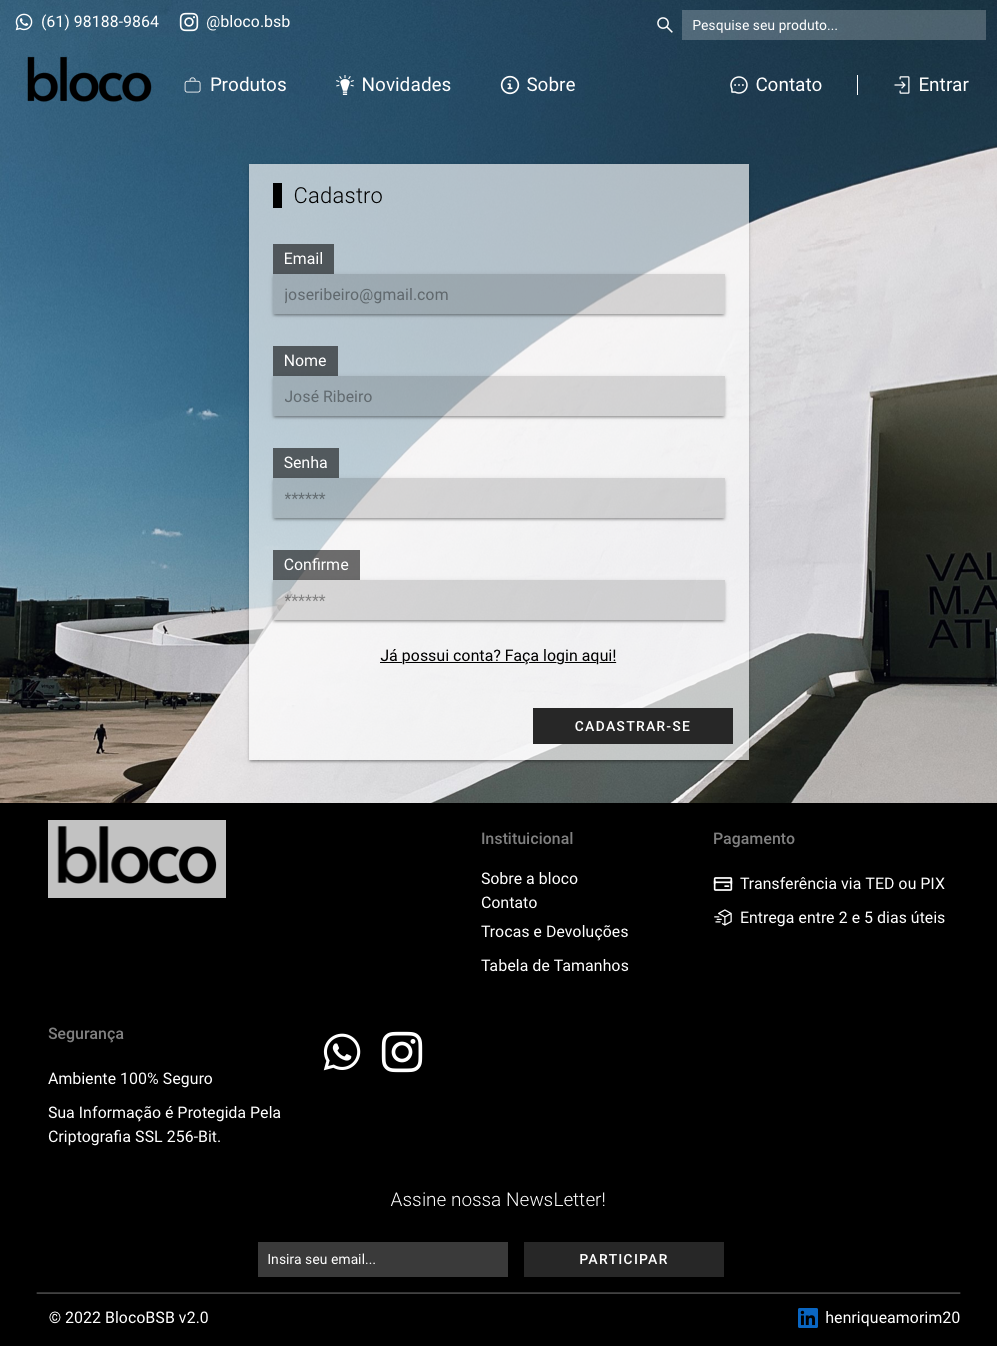 (61) 98188-9864 @bloco.bsb Pesquise seu produto...
bloco Produtos Novidades Sobre Contato Entrar
Cadastro
Email
joseribeiro@gmail.com
Nome
José Ribeiro
Senha
******
Confirme
******
Já possui conta? Faça login aqui!
CADASTRAR-SE
VAL
M.A
ATH
bloco
Instituicional
Sobre a bloco
Contato
Trocas e Devoluções
Tabela de Tamanhos
Pagamento
Transferência via TED ou PIX
Entrega entre 2 e 5 dias úteis
Segurança
Ambiente 100% Seguro
Sua Informação é Protegida Pela
Criptografia SSL 256-Bit.
Assine nossa NewsLetter!
Insira seu email... PARTICIPAR
© 2022 BlocoBSB v2.0 henriqueamorim20